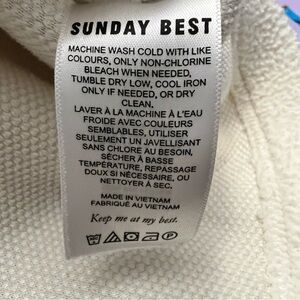 SUNDAY BEST
MACHINE WASH COLD WITH LIKE
COLOURS, ONLY NON-CHLORINE
BLEACH WHEN NEEDED,
TUMBLE DRY LOW, COOL IRON
ONLY IF NEEDED, OR DRY
CLEAN.
LAVER À LA MACHINE À L'EAU
FROIDE AVEC COULEURS
SEMBLABLES, UTILISER
SEULEMENT UN JAVELLISANT
SANS CHLORE AU BESOIN,
SÉCHER À BASSE
TEMPÉRATURE, REPASSAGE
DOUX SI NÉCESSAIRE, OU
NETTOYER À SEC.
MADE IN VIETNAM
FABRIQUÉ AU VIETNAM
Keep me at my best.